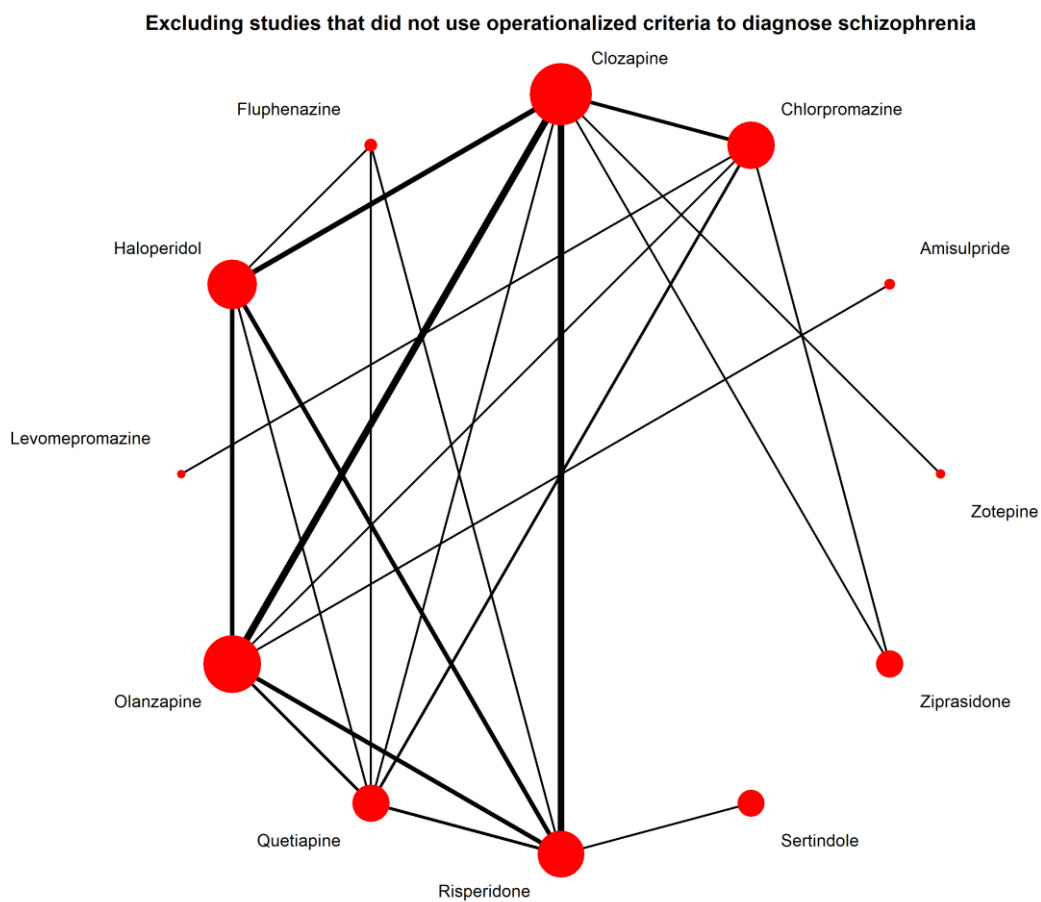 Excluding studies that did not use operationalized criteria to diagnose schizophrenia
Clozapine
Fluphenazine
Chlorpromazine
Haloperidol
Amisulpride
Levomepromazine
Zotepine
Olanzapine
Ziprasidone
Quetiapine
Sertindole
Risperidone